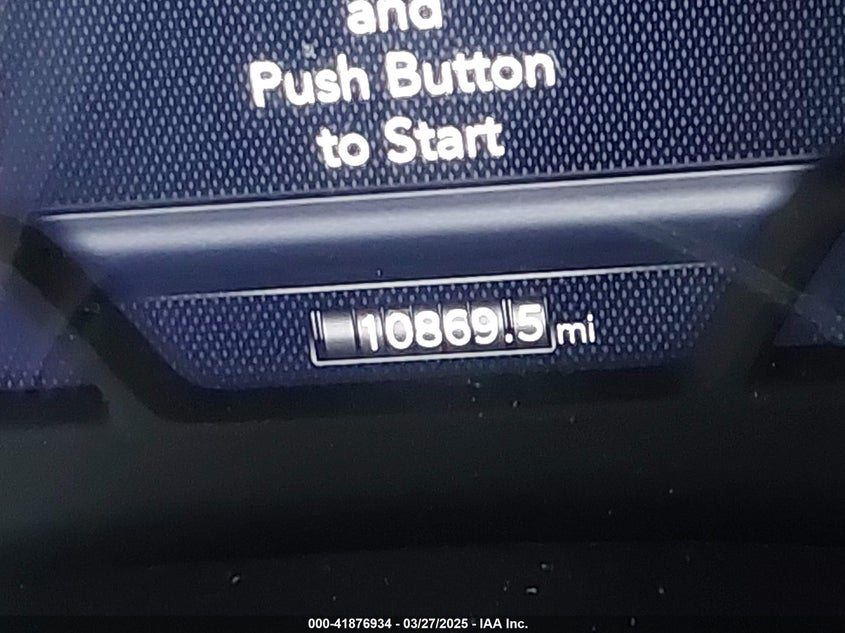 and
Push Button
to Start
10869.5 mi
000-41876934 - 03/27/2025 - IAA Inc.